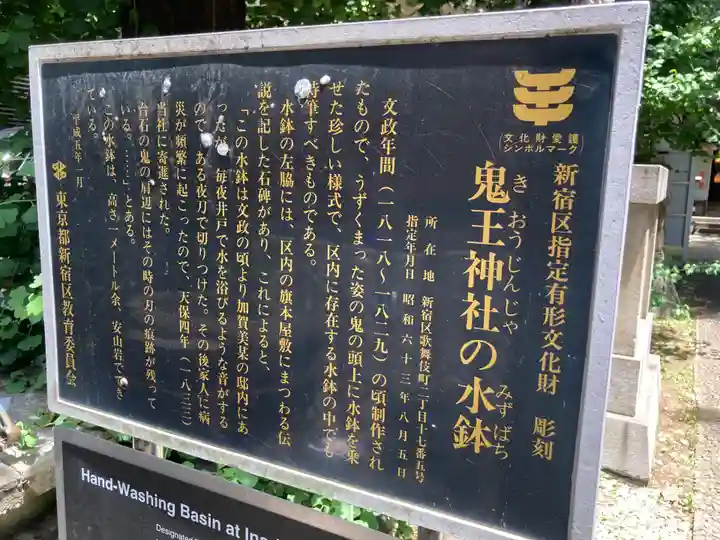 文化財愛護
シンボルマーク
新宿区指定有形文化財 彫刻
き おうじんじゃ みずばち
鬼王神社の水鉢
所在地 新宿区歌舞伎町二丁目十七番五号
指定年月日 昭和六十三年八月五日
文政年間(一八一八~一八二九)の頃制作され
たもので、うずくまった姿の鬼の頭上に水鉢を乗
せた珍しい様式で、区内に存在する水鉢の中でも
特筆すべきものである。
水鉢の左脇には、区内の旗本屋敷にまつわる伝
説を記した石碑があり、これによると、
「この水鉢は文政の頃より加賀美某の邸内にあ
ったが、毎夜井戸で水を浴びるような音がする
ので、ある夜刀で切りつけた。その後家人に病
災が頻繁に起こったので、天保四年(一八三三)
当社に寄進された。
台石の鬼の肩辺にはその時の刀の痕跡が残って
いる。……」とある。
この水鉢は、高さ一メートル余、安山岩ででき
ている。
平成五年一月
東京都新宿区教育委員会
Hand-Washing Basin at
Designated